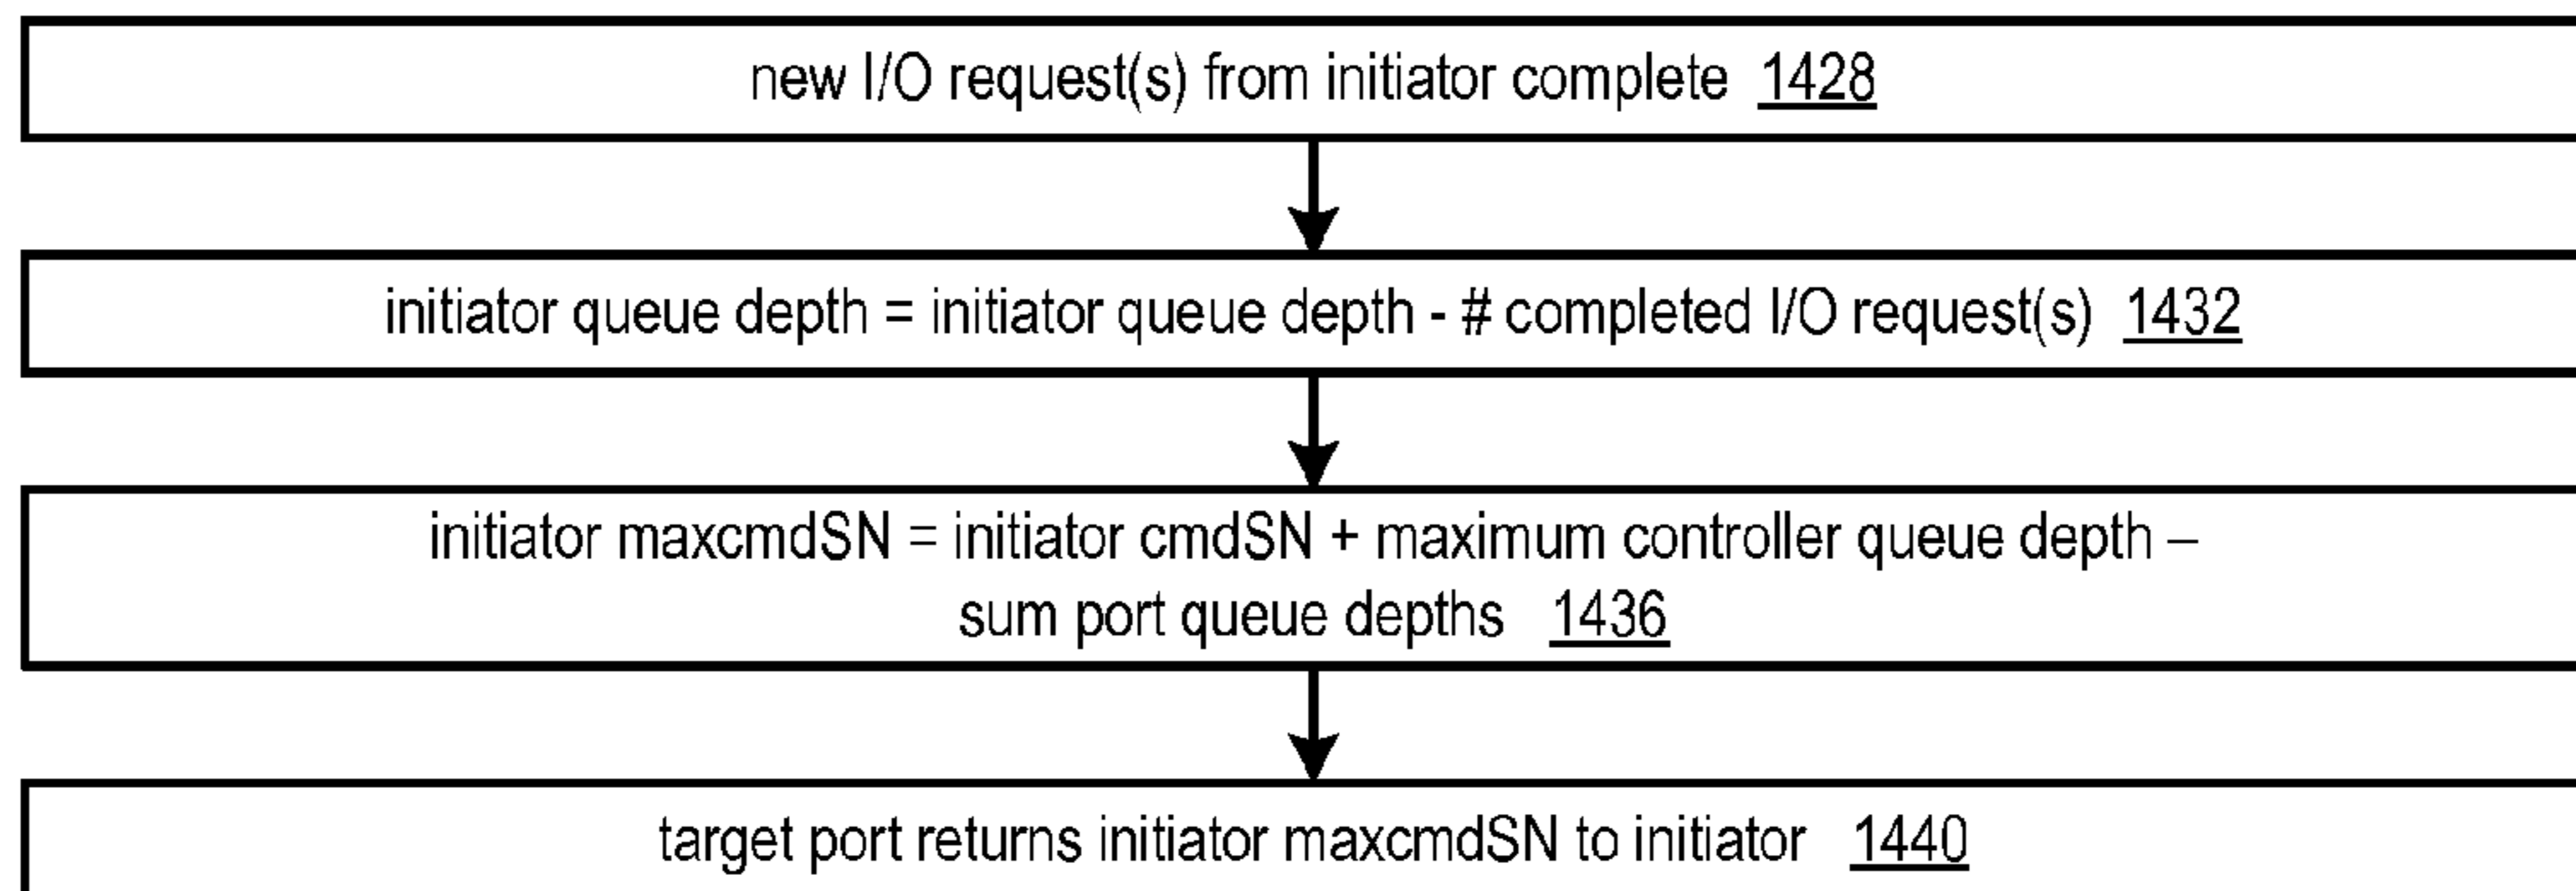 new I/O request(s) from initiator complete 1428
initiator queue depth = initiator queue depth - # completed I/O request(s) 1432
initiator maxcmdSN = initiator cmdSN + maximum controller queue depth –
sum port queue depths 1436
target port returns initiator maxcmdSN to initiator 1440